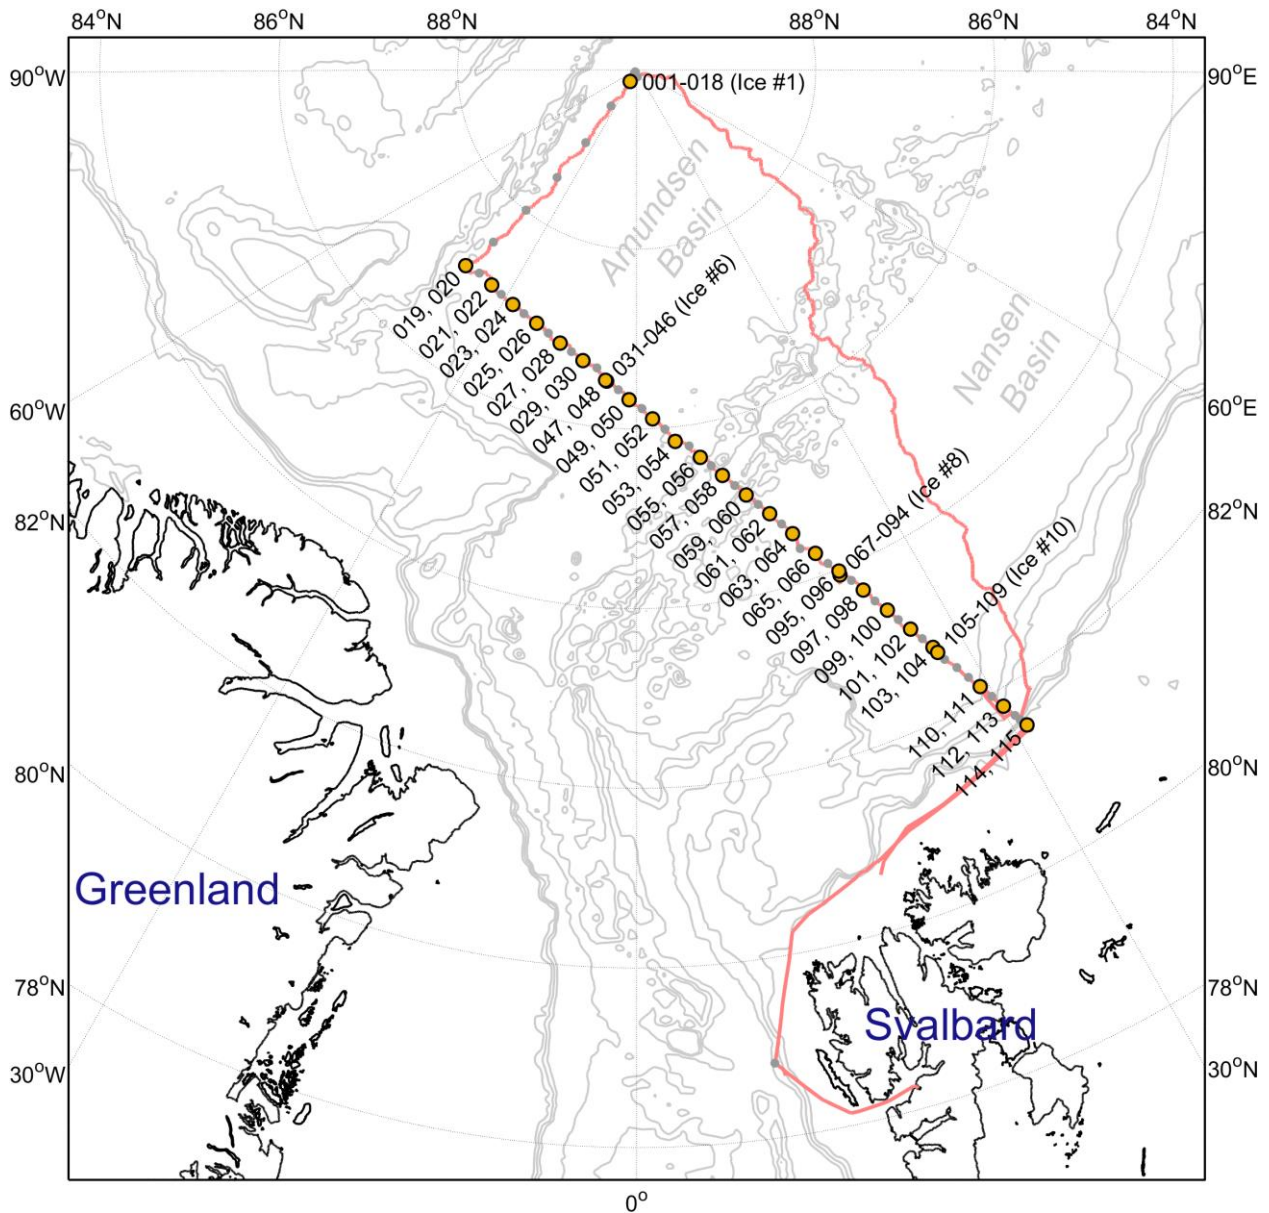 84°N
86°N
88°N
88°N
86°N
84°N
90°W
001-018 (Ice #1)
90°E
Amundsen
Basin
019, 020
021, 022
023, 024
025, 026
027, 028
029, 030
047, 048
031-046 (Ice #6)
049, 050
051, 052
053, 054
055, 056
057, 058
059, 060
061, 062
063, 064
065, 066
095, 096
067-094 (Ice #8)
097, 098
099, 100
101, 102
103, 104
105-109 (Ice #10)
110, 111
112, 113
114, 115
Nansen
Basin
60°W
60°E
82°N
82°N
80°N
80°N
Greenland
78°N
78°N
Svalbard
30°W
30°N
0°